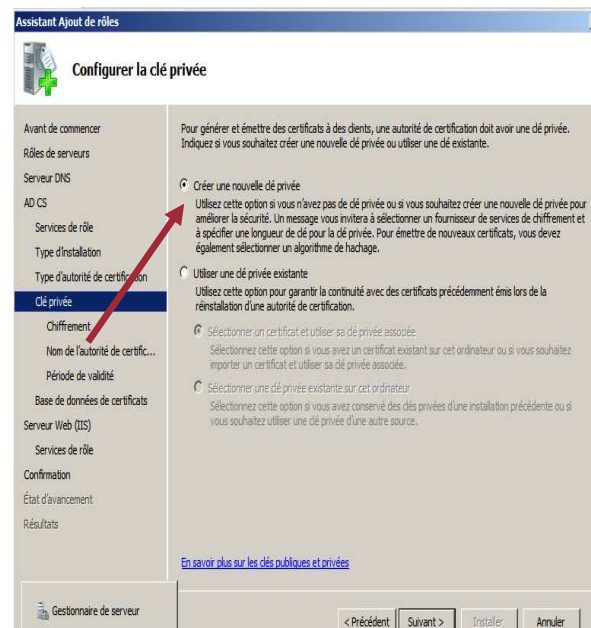 Assistant Ajout de rôles
Configurer la clé privée
Avant de commencer
Rôles de serveurs
Serveur DNS
AD CS
Services de rôle
Type d'installation
Type d'autorité de certification
Clé privée
Chiffrement
Nom de l'autorité de certific...
Période de validité
Base de données de certificats
Serveur Web (IIS)
Services de rôle
Confirmation
État d'avancement
Résultats
Pour générer et émettre des certificats à des clients, une autorité de certification doit avoir une clé privée.
Indiquez si vous souhaitez créer une nouvelle clé privée ou utiliser une clé existante.
Créer une nouvelle clé privée
Utilisez cette option si vous n'avez pas de clé privée ou si vous souhaitez créer une nouvelle clé privée pour
améliorer la sécurité. Un message vous invitera à sélectionner un fournisseur de services de chiffrement et
à spécifier une longueur de clé pour la clé privée. Pour émettre de nouveaux certificats, vous devez
également sélectionner un algorithme de hachage.
Utiliser une clé privée existante
Utilisez cette option pour garantir la continuité avec des certificats précédemment émis lors de la
réinstallation d'une autorité de certification.
Sélectionner un certificat et utiliser sa clé privée associée
Sélectionnez cette option si vous avez un certificat existant sur cet ordinateur ou si vous souhaitez
importer un certificat et utiliser sa clé privée associée.
Sélectionner une clé privée existante sur cet ordinateur
Sélectionnez cette option si vous avez conservé des clés privées d'une installation précédente ou si
vous souhaitez utiliser une clé privée d'une autre source.
En savoir plus sur les clés publiques et privées
Gestionnaire de serveur
< Précédent Suivant > Installer Annuler